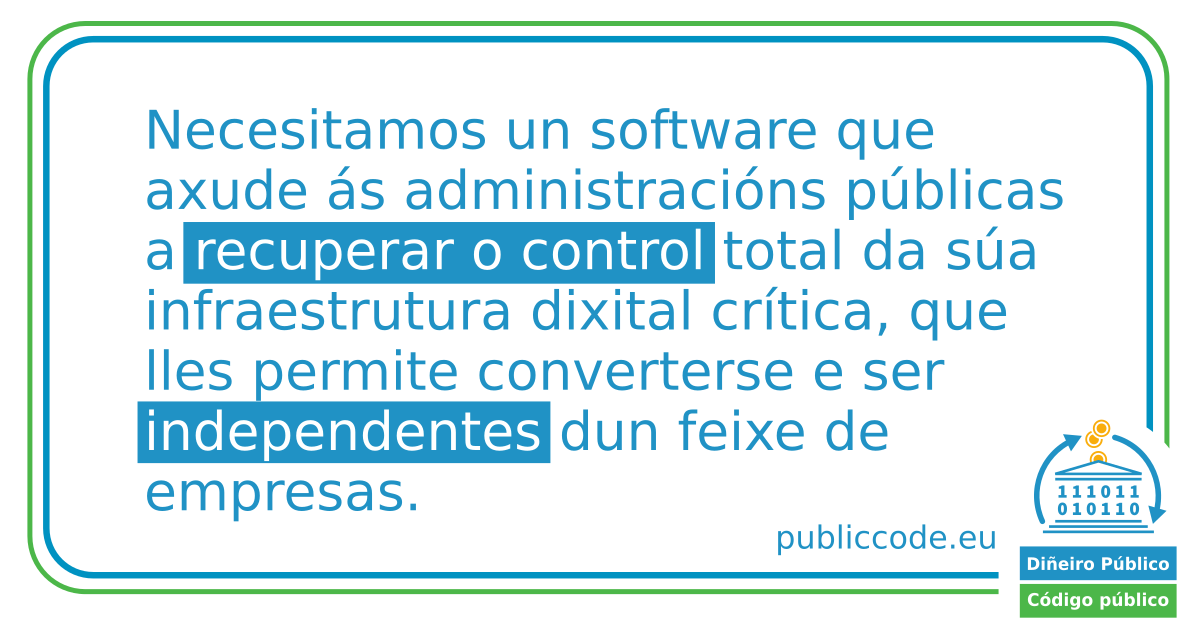 Necesitamos un software que
axude ás administracións públicas
a recuperar o control total da súa
infraestrutura dixital crítica, que
lles permite converterse e ser
independentes dun feixe de
empresas.
publiccode.eu
111011
010110
Diñeiro Público
Código público